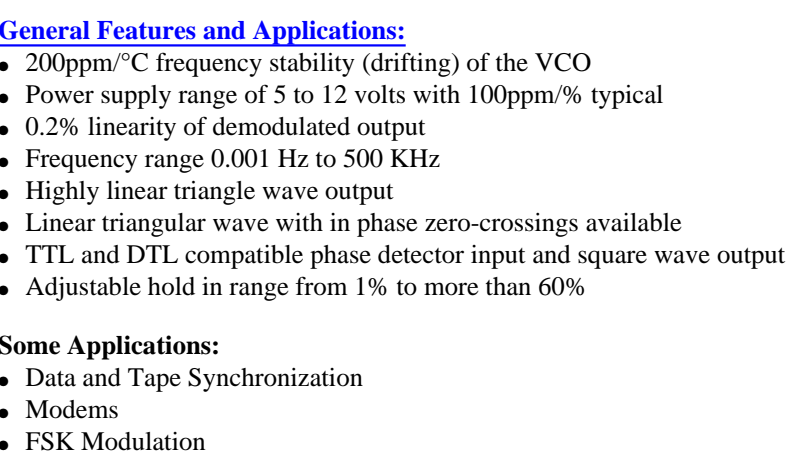 General Features and Applications:
• 200ppm/°C frequency stability (drifting) of the VCO
• Power supply range of 5 to 12 volts with 100ppm/% typical
• 0.2% linearity of demodulated output
• Frequency range 0.001 Hz to 500 KHz
• Highly linear triangle wave output
• Linear triangular wave with in phase zero-crossings available
• TTL and DTL compatible phase detector input and square wave output
• Adjustable hold in range from 1% to more than 60%
Some Applications:
• Data and Tape Synchronization
• Modems
• FSK Modulation